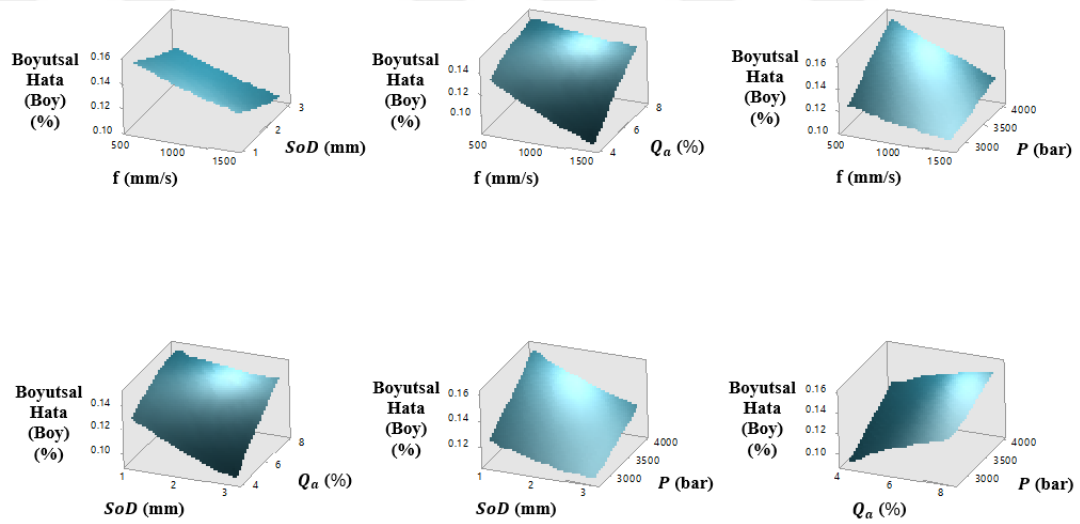 Boyutsal
Hata
(Boy)
(%)
0.16
0.14
0.12
0.10
500
1000
1500
1
2
3
SoD (mm)
f (mm/s)
Boyutsal
Hata
(Boy)
(%)
0.14
0.12
0.10
500
1000
1500
4
6
8
Qa (%)
f (mm/s)
Boyutsal
Hata
(Boy)
(%)
0.16
0.14
0.12
0.10
500
1000
1500
3000
3500
4000
P (bar)
f (mm/s)
Boyutsal
Hata
(Boy)
(%)
0.14
0.12
0.10
1
2
3
4
6
8
Qa (%)
SoD (mm)
Boyutsal
Hata
(Boy)
(%)
0.16
0.14
0.12
1
2
3
3000
3500
4000
P (bar)
SoD (mm)
Boyutsal
Hata
(Boy)
(%)
0.16
0.14
0.12
0.10
4
6
8
3000
3500
4000
P (bar)
Qa (%)